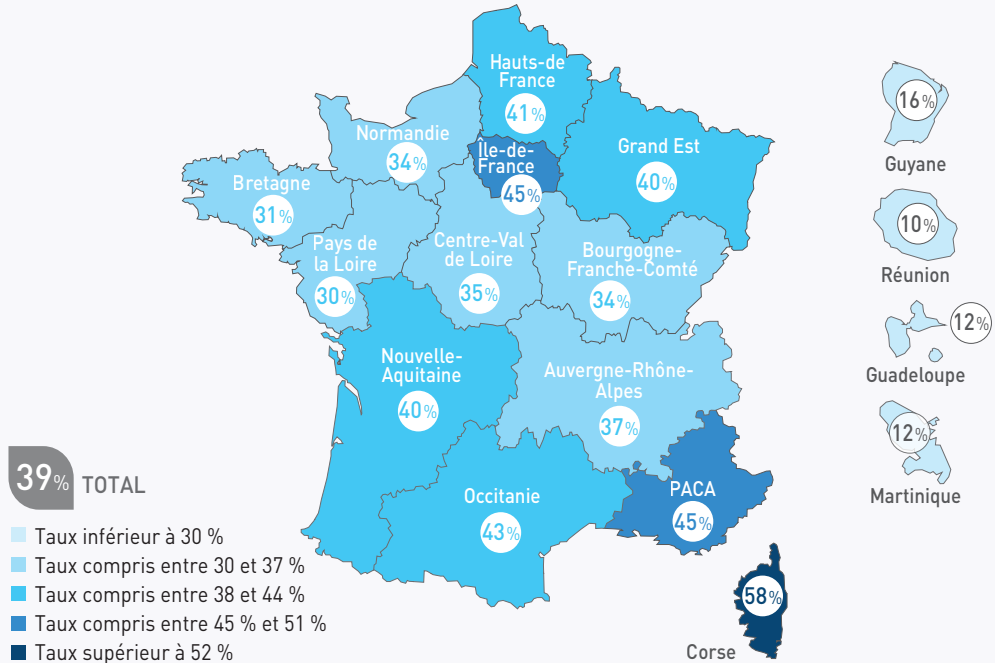 Hauts-de
France
41%
Normandie
34%
Île-de-
France
45%
Grand Est
40%
Bretagne
31%
Pays de
la Loire
30%
Centre-Val
de Loire
35%
Bourgogne-
Franche-Comté
34%
Nouvelle-
Aquitaine
40%
Auvergne-Rhône-
Alpes
37%
Occitanie
43%
PACA
45%
58%
Corse
16%
Guyane
10%
Réunion
12%
Guadeloupe
12%
Martinique
39% TOTAL
Taux inférieur à 30 %
Taux compris entre 30 et 37 %
Taux compris entre 38 et 44 %
Taux compris entre 45 % et 51 %
Taux supérieur à 52 %